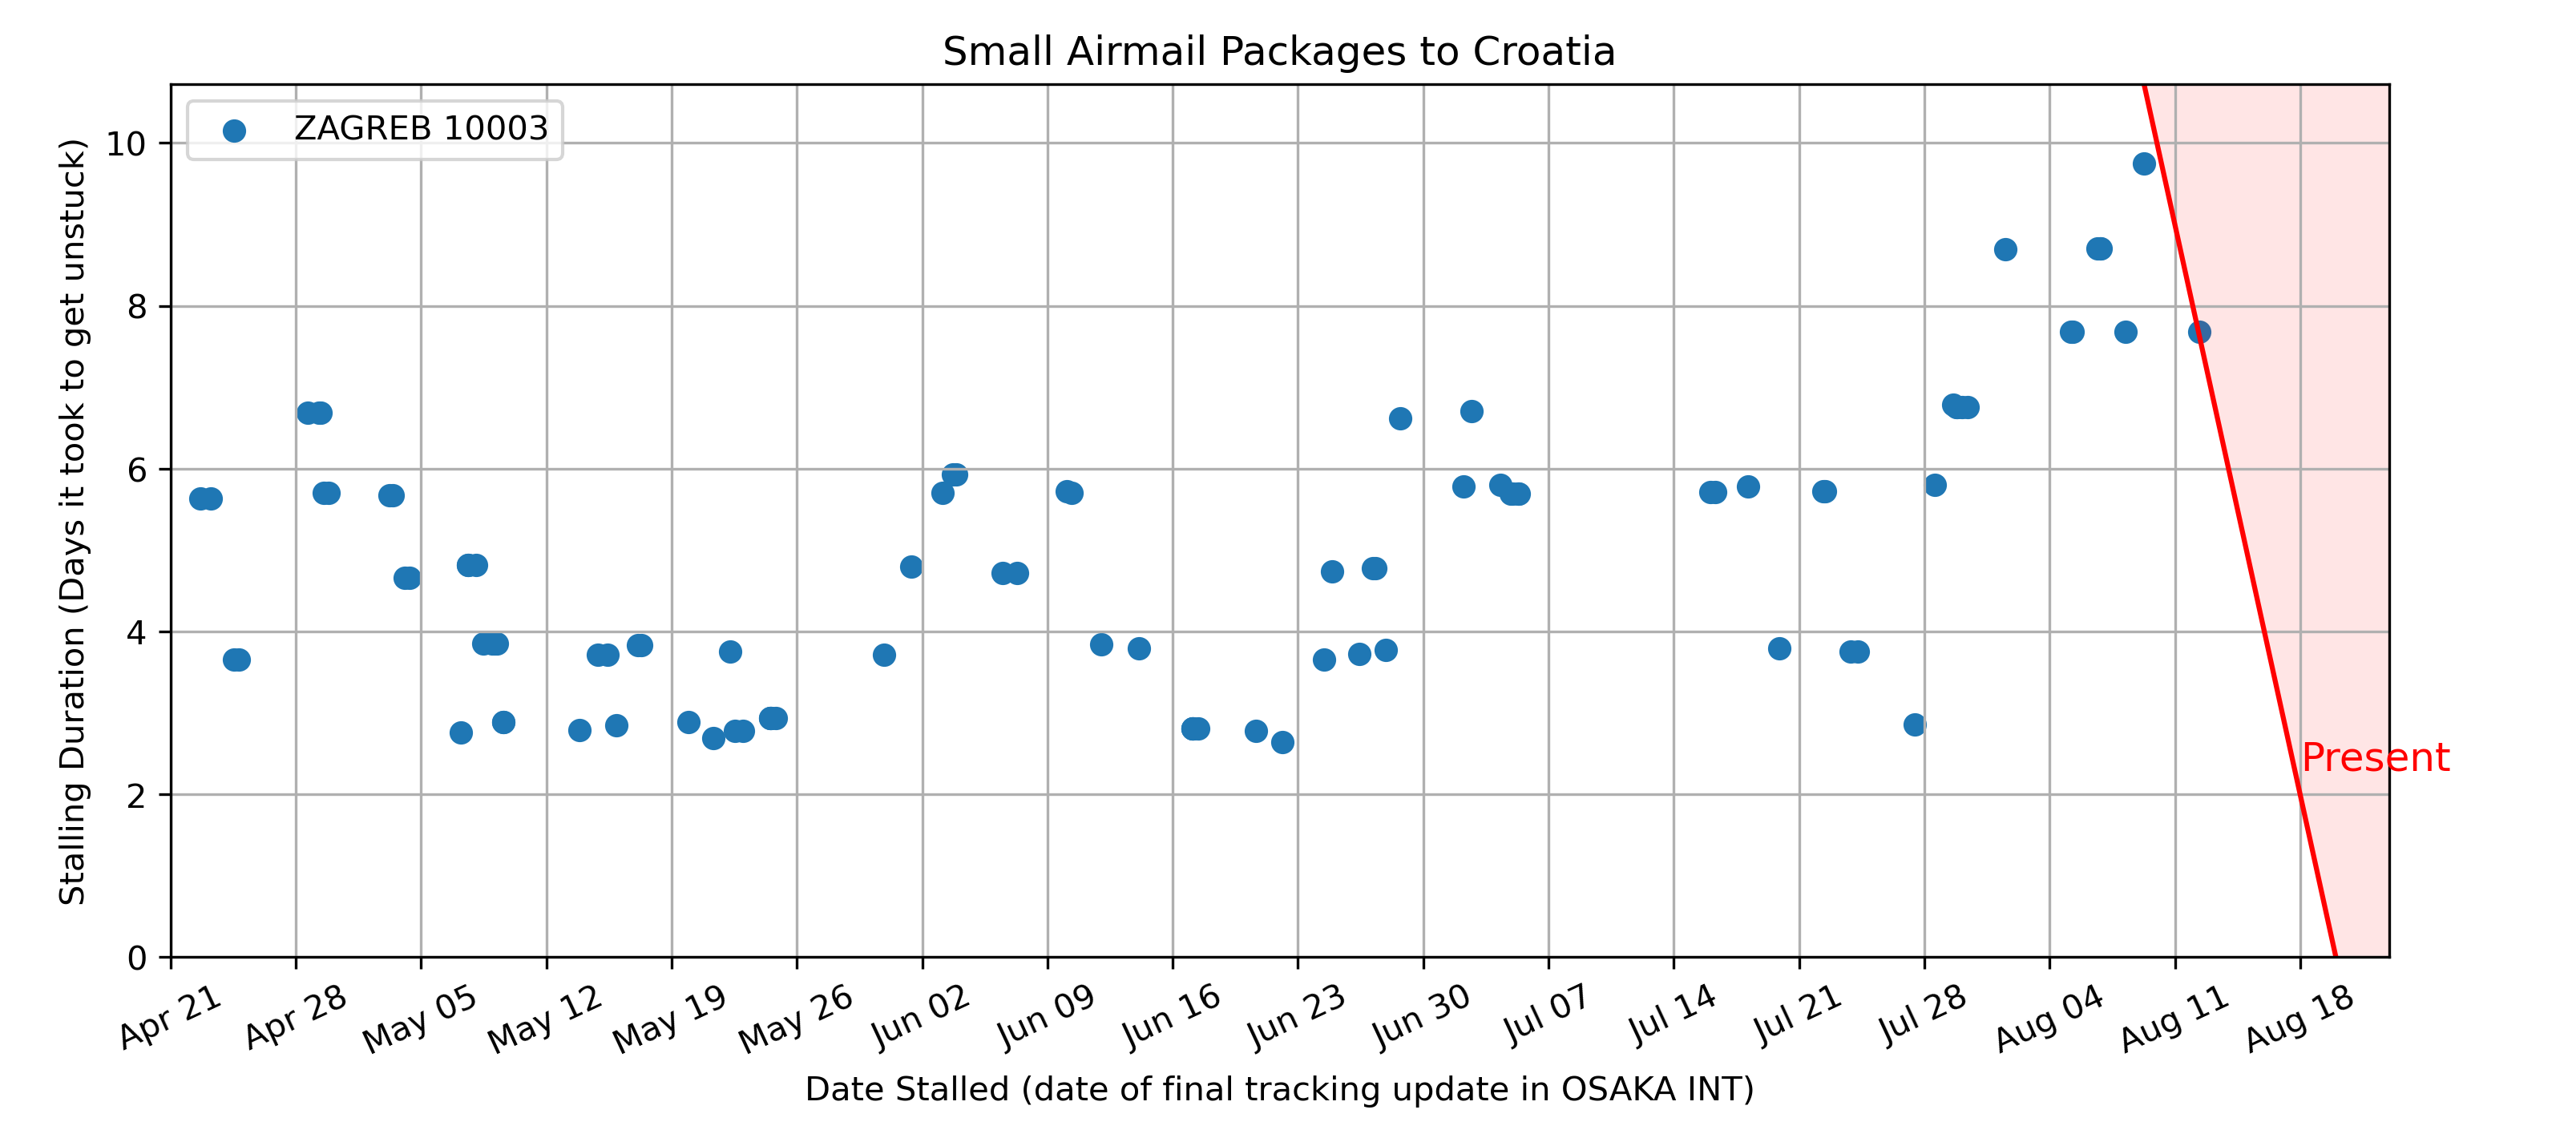 Small Airmail Packages to Croatia
ZAGREB 10003
Stalling Duration (Days it took to get unstuck)
10
8
6
4
2
0
Present
Apr 21
Apr 28
May 05
May 12
May 19
May 26
Jun 02
Jun 09
Jun 16
Jun 23
Jun 30
Jul 07
Jul 14
Jul 21
Jul 28
Aug 04
Aug 11
Aug 18
Date Stalled (date of final tracking update in OSAKA INT)